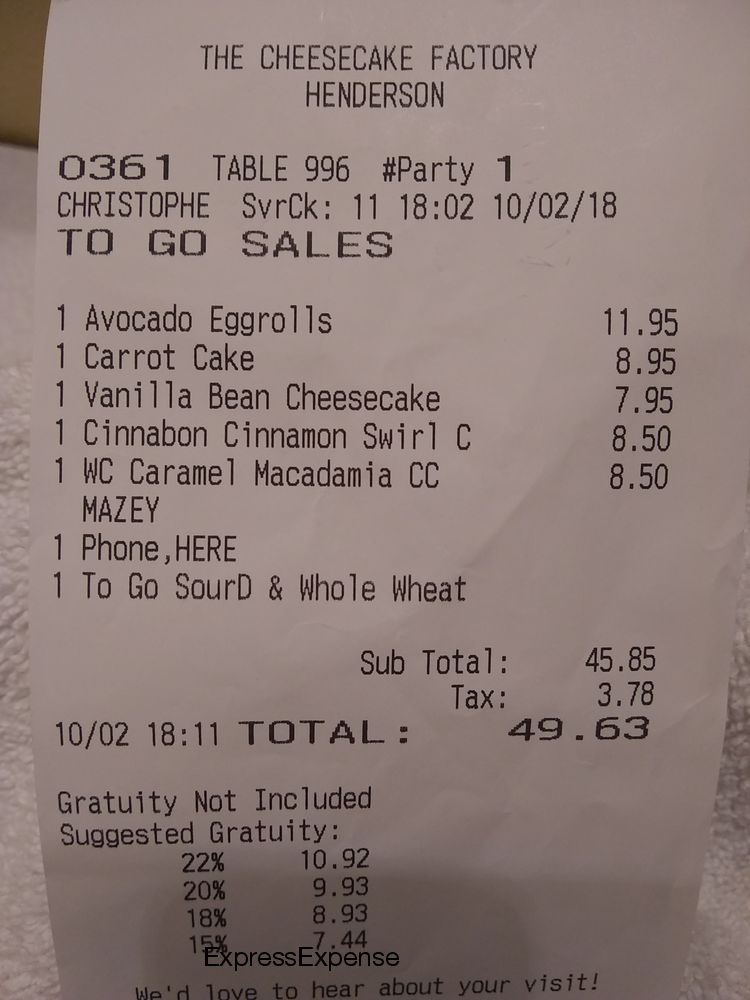 THE CHEESECAKE FACTORY
HENDERSON
0361 TABLE 996 #Party 1
CHRISTOPHE SvrCk: 11 18:02 10/02/18
TO GO SALES
1 Avocado Eggrolls 11.95
1 Carrot Cake 8.95
1 Vanilla Bean Cheesecake 7.95
1 Cinnabon Cinnamon Swirl C 8.50
1 WC Caramel Macadamia CC 8.50
MAZEY
1 Phone,HERE
1 To Go SourD & Whole Wheat
Sub Total: 45.85
Tax: 3.78
10/02 18:11 TOTAL: 49.63
Gratuity Not Included
Suggested Gratuity:
22% 10.92
20% 9.93
18% 8.93
15% 7.44
ExpressExpense
We'd love to hear about your visit!